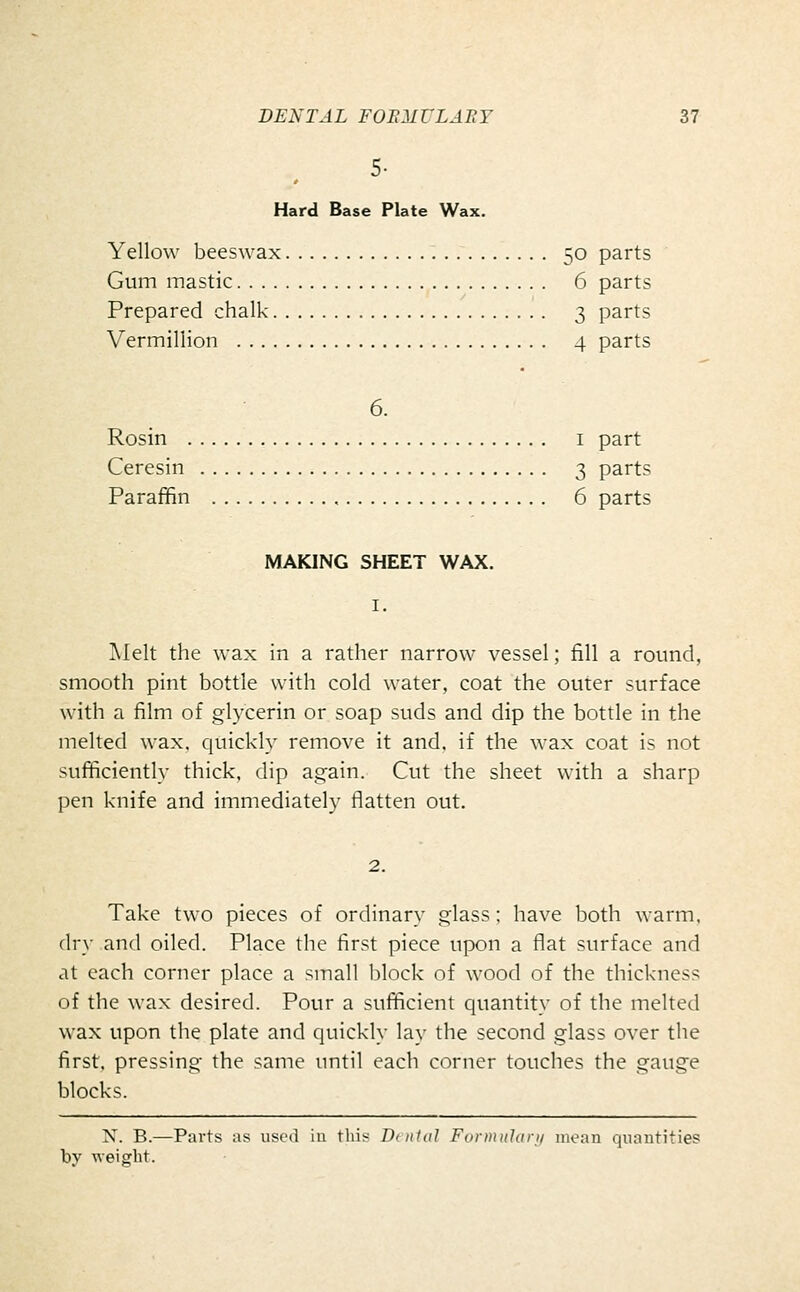 DENTAL FORMULARY 37
5.
Hard Base Plate Wax.
Yellow beeswax........................... 50 parts
Gum mastic............................... 6 parts
Prepared chalk........................... 3 parts
Vermillion .............................. 4 parts
6.
Rosin ................................... 1 part
Ceresin ................................. 3 parts
Paraffin ................................ 6 parts
MAKING SHEET WAX.
1.
Melt the wax in a rather narrow vessel; fill a round,
smooth pint bottle with cold water, coat the outer surface
with a film of glycerin or soap suds and dip the bottle in the
melted wax, quickly remove it and, if the wax coat is not
sufficiently thick, dip again. Cut the sheet with a sharp
pen knife and immediately flatten out.
2.
Take two pieces of ordinary glass; have both warm,
dry and oiled. Place the first piece upon a flat surface and
at each corner place a small block of wood of the thickness
of the wax desired. Pour a sufficient quantity of the melted
wax upon the plate and quickly lay the second glass over the
first, pressing the same until each corner touches the gauge
blocks.
N. B.—Parts as used in this Dental Formulary mean quantities
by weight.